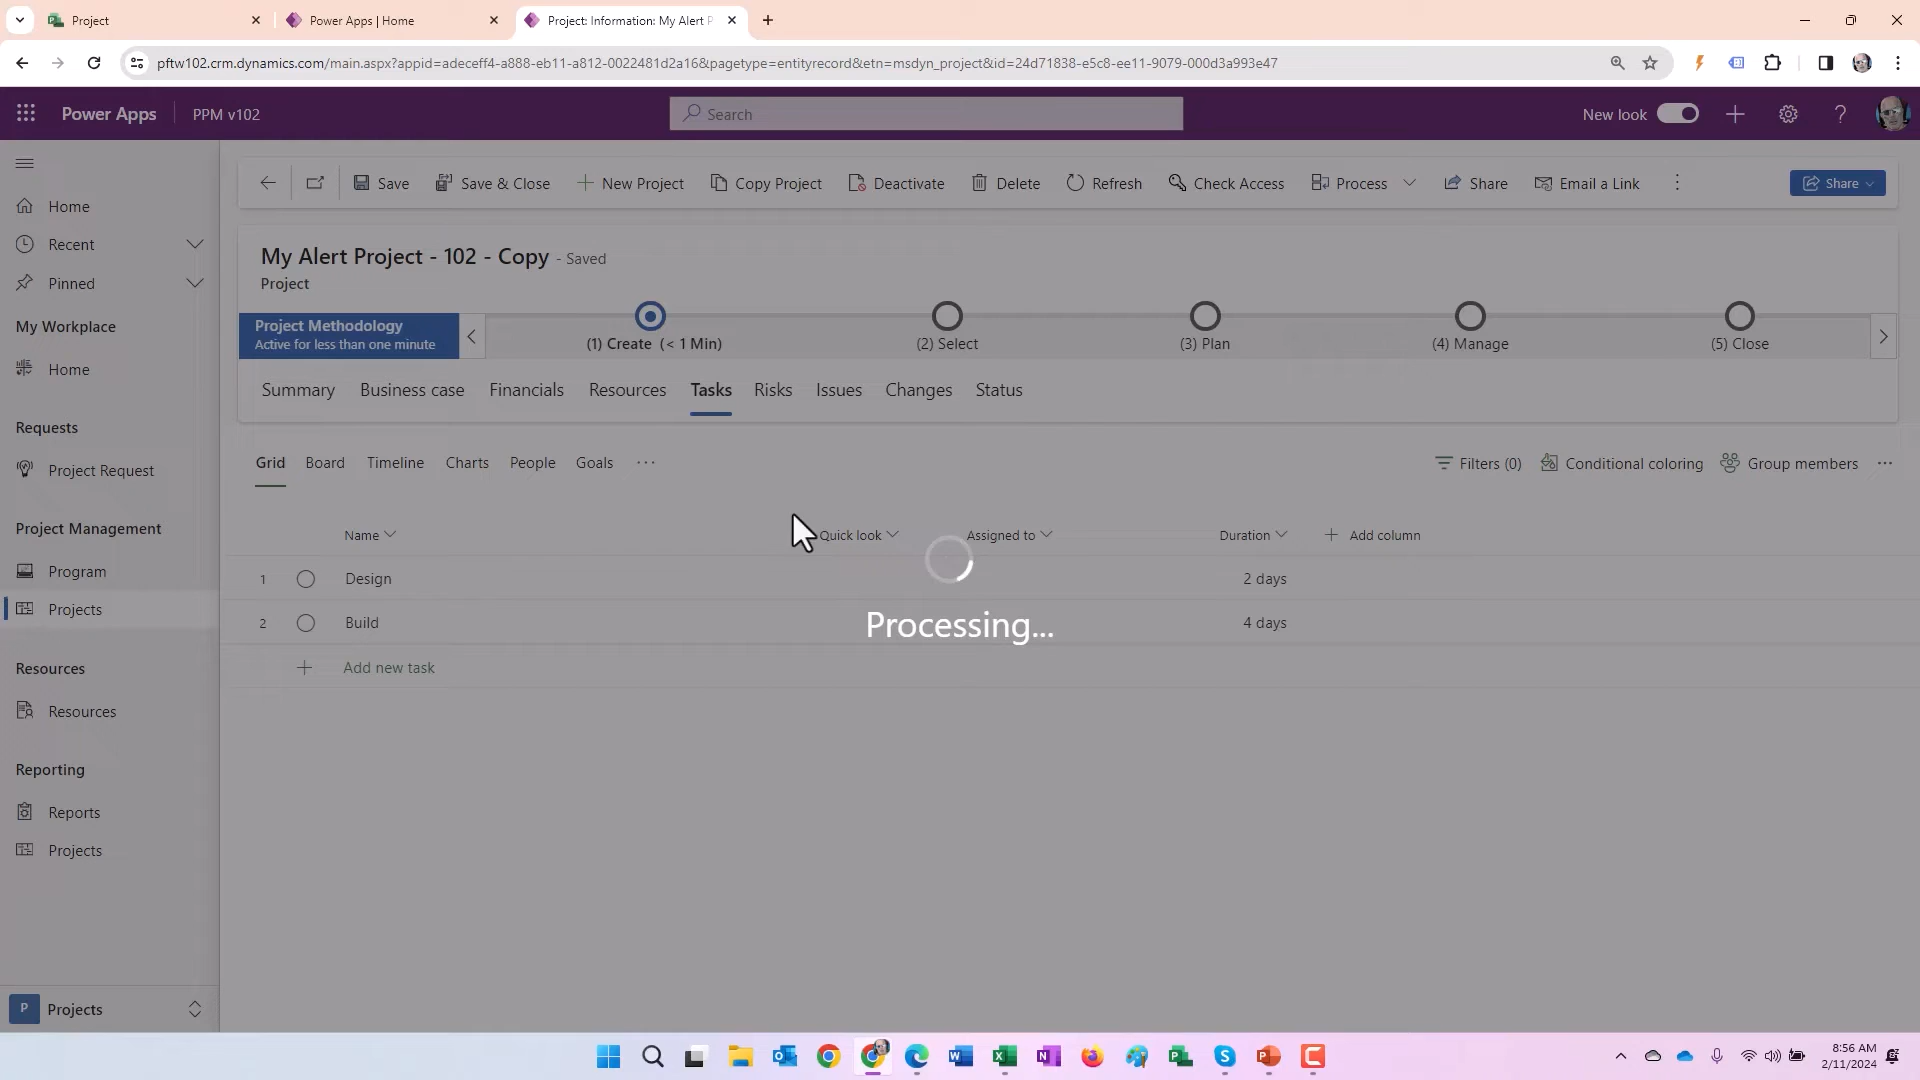 Project
Power Apps | Home
Project: Information: My Alert P
pftw102.crm.dynamics.com/main.aspx?appid=adeceff4-a888-eb11-a812-0022481d2a16&pagetype=entityrecord&etn=msdyn_project&id=24d71838-e5c8-ee11-9079-000d3a993e47
Power Apps PPM v102
Search
New look
Save
Save & Close
New Project
Copy Project
Deactivate
Delete
Refresh
Check Access
Process
Share
Email a Link
Share
Home
Recent
Pinned
My Workplace
Home
Requests
Project Request
Project Management
Program
Projects
Resources
Resources
Reporting
Reports
Projects
P Projects
My Alert Project - 102 - Copy - Saved
Project
Project Methodology
Active for less than one minute
(1) Create (< 1 Min)
(2) Select
(3) Plan
(4) Manage
(5) Close
Summary Business case Financials Resources Tasks Risks Issues Changes Status
Grid Board Timeline Charts People Goals
Filters (0) Conditional coloring Group members
Name Quick look Assigned to Duration Add column
1 Design 2 days
2 Build 4 days
Add new task
Processing...
8:56 AM
2/11/2024